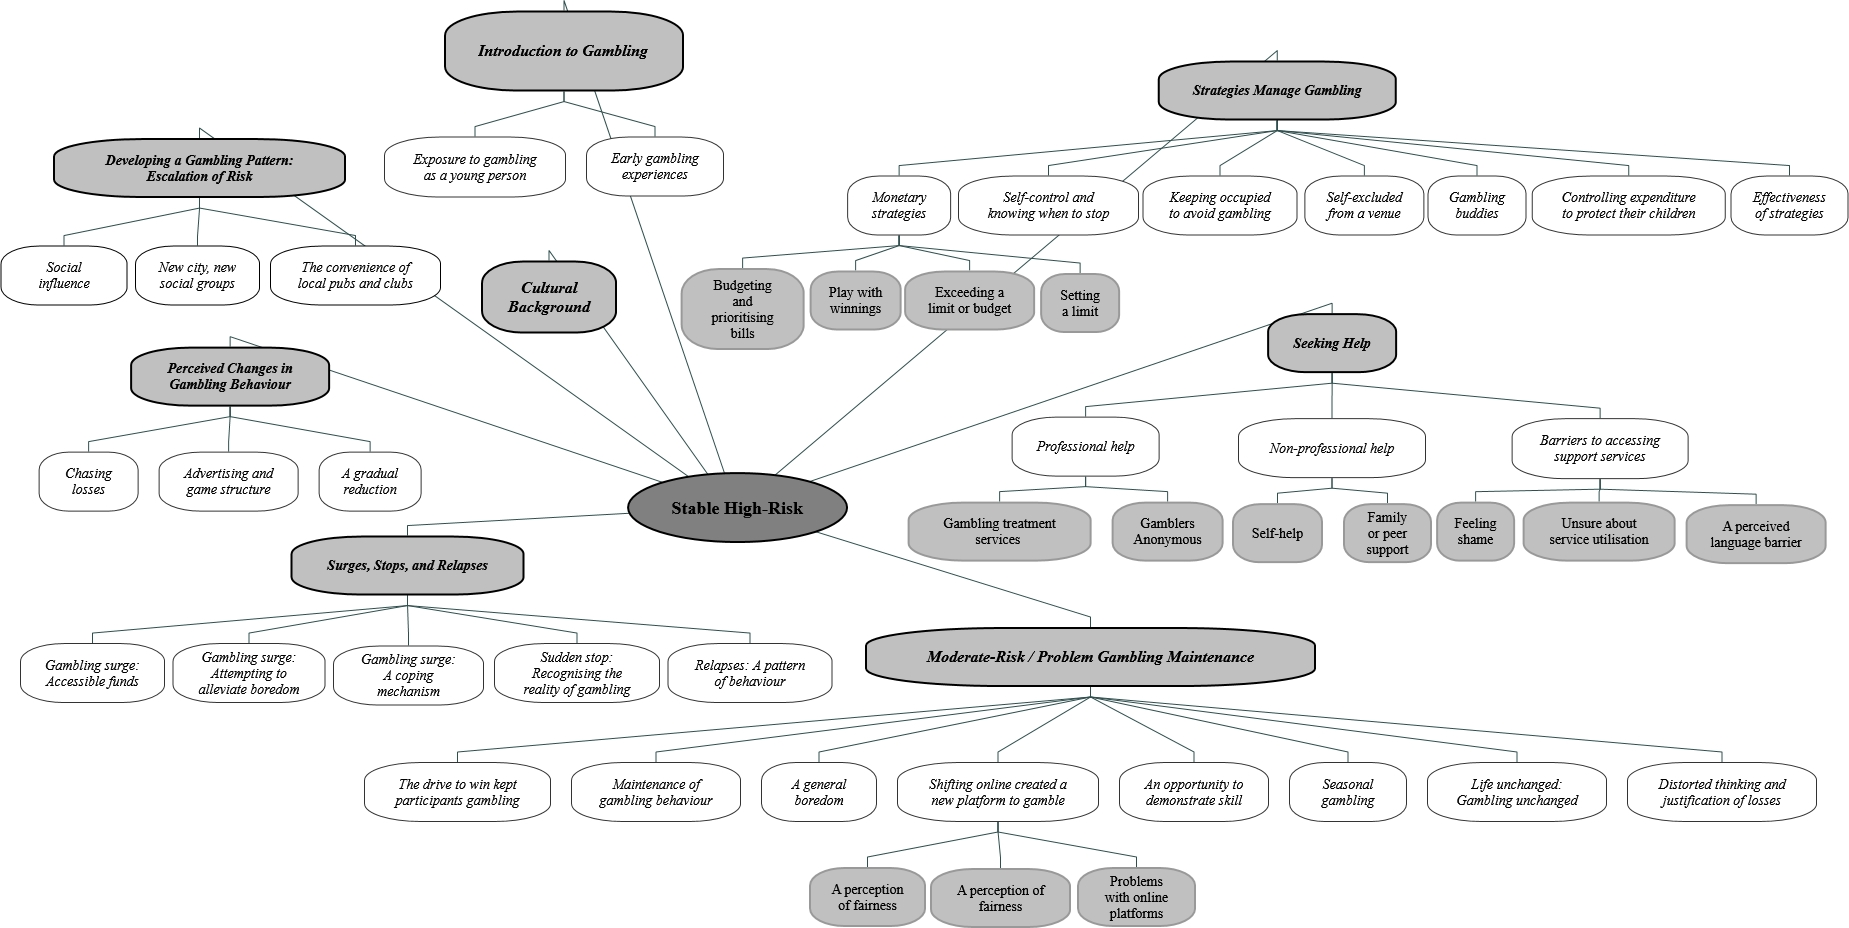 Introduction to Gambling
Exposure to gambling
as a young person
Early gambling
experiences
Strategies Manage Gambling
Monetary
strategies
Self-control and
knowing when to stop
Keeping occupied
to avoid gambling
Self-excluded
from a venue
Gambling
buddies
Controlling expenditure
to protect their children
Effectiveness
of strategies
Budgeting
and
prioritising
bills
Play with
winnings
Exceeding a
limit or budget
Setting
a limit
Developing a Gambling Pattern:
Escalation of Risk
Social
influence
New city, new
social groups
The convenience of
local pubs and clubs
Cultural
Background
Perceived Changes in
Gambling Behaviour
Chasing
losses
Advertising and
game structure
A gradual
reduction
Seeking Help
Professional help
Non-professional help
Barriers to accessing
support services
Gambling treatment
services
Gamblers
Anonymous
Self-help
Family
or peer
support
Feeling
shame
Unsure about
service utilisation
A perceived
language barrier
Stable High-Risk
Surges, Stops, and Relapses
Gambling surge:
Accessible funds
Gambling surge:
Attempting to
alleviate boredom
Gambling surge:
A coping
mechanism
Sudden stop:
Recognising the
reality of gambling
Relapses: A pattern
of behaviour
Moderate-Risk / Problem Gambling Maintenance
The drive to win kept
participants gambling
Maintenance of
gambling behaviour
A general
boredom
Shifting online created a
new platform to gamble
An opportunity to
demonstrate skill
Seasonal
gambling
Life unchanged:
Gambling unchanged
Distorted thinking and
justification of losses
A perception
of fairness
A perception of
fairness
Problems
with online
platforms